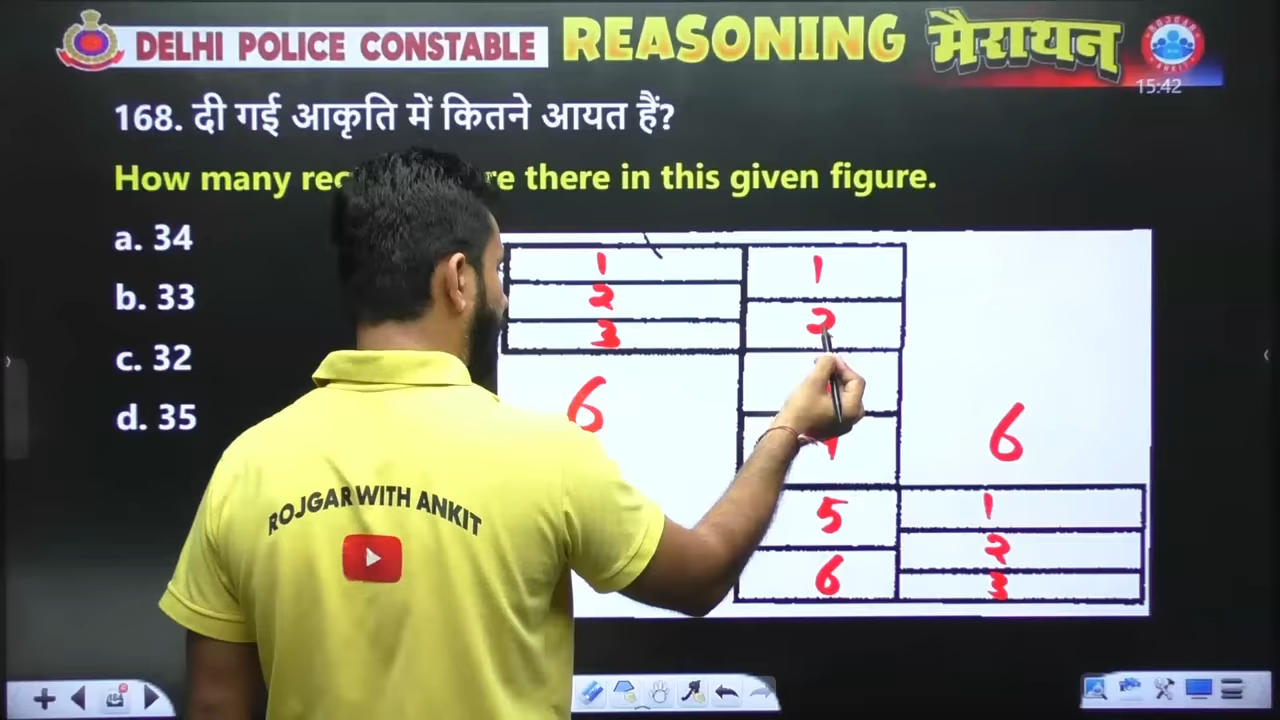 DELHI POLICE CONSTABLE REASONING मैराथन
ROJGAR
ANKIT
15:42
168. दी गई आकृति में कितने आयत हैं?
How many re there in this given figure.
a. 34
b. 33
c. 32
d. 35
1 1
2 2
3
6 6
5 1
2
6 3
ROJGAR WITH ANKIT